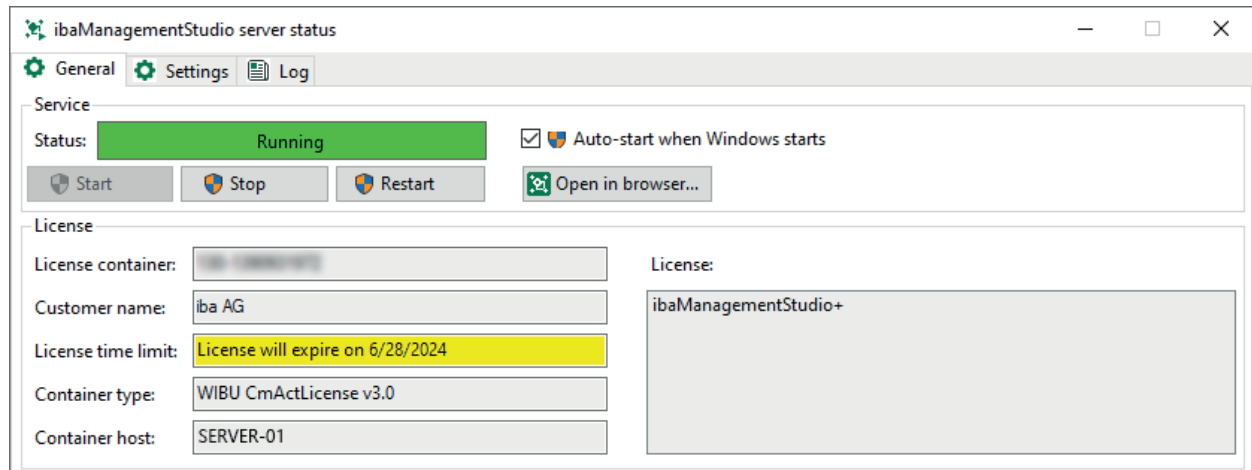 ibaManagementStudio server status
General Settings Log
Service
Status: Running Auto-start when Windows starts
Start Stop Restart Open in browser...
License
License container: License:
Customer name: iba AG ibaManagementStudio+
License time limit: License will expire on 6/28/2024
Container type: WIBU CmActLicense v3.0
Container host: SERVER-01